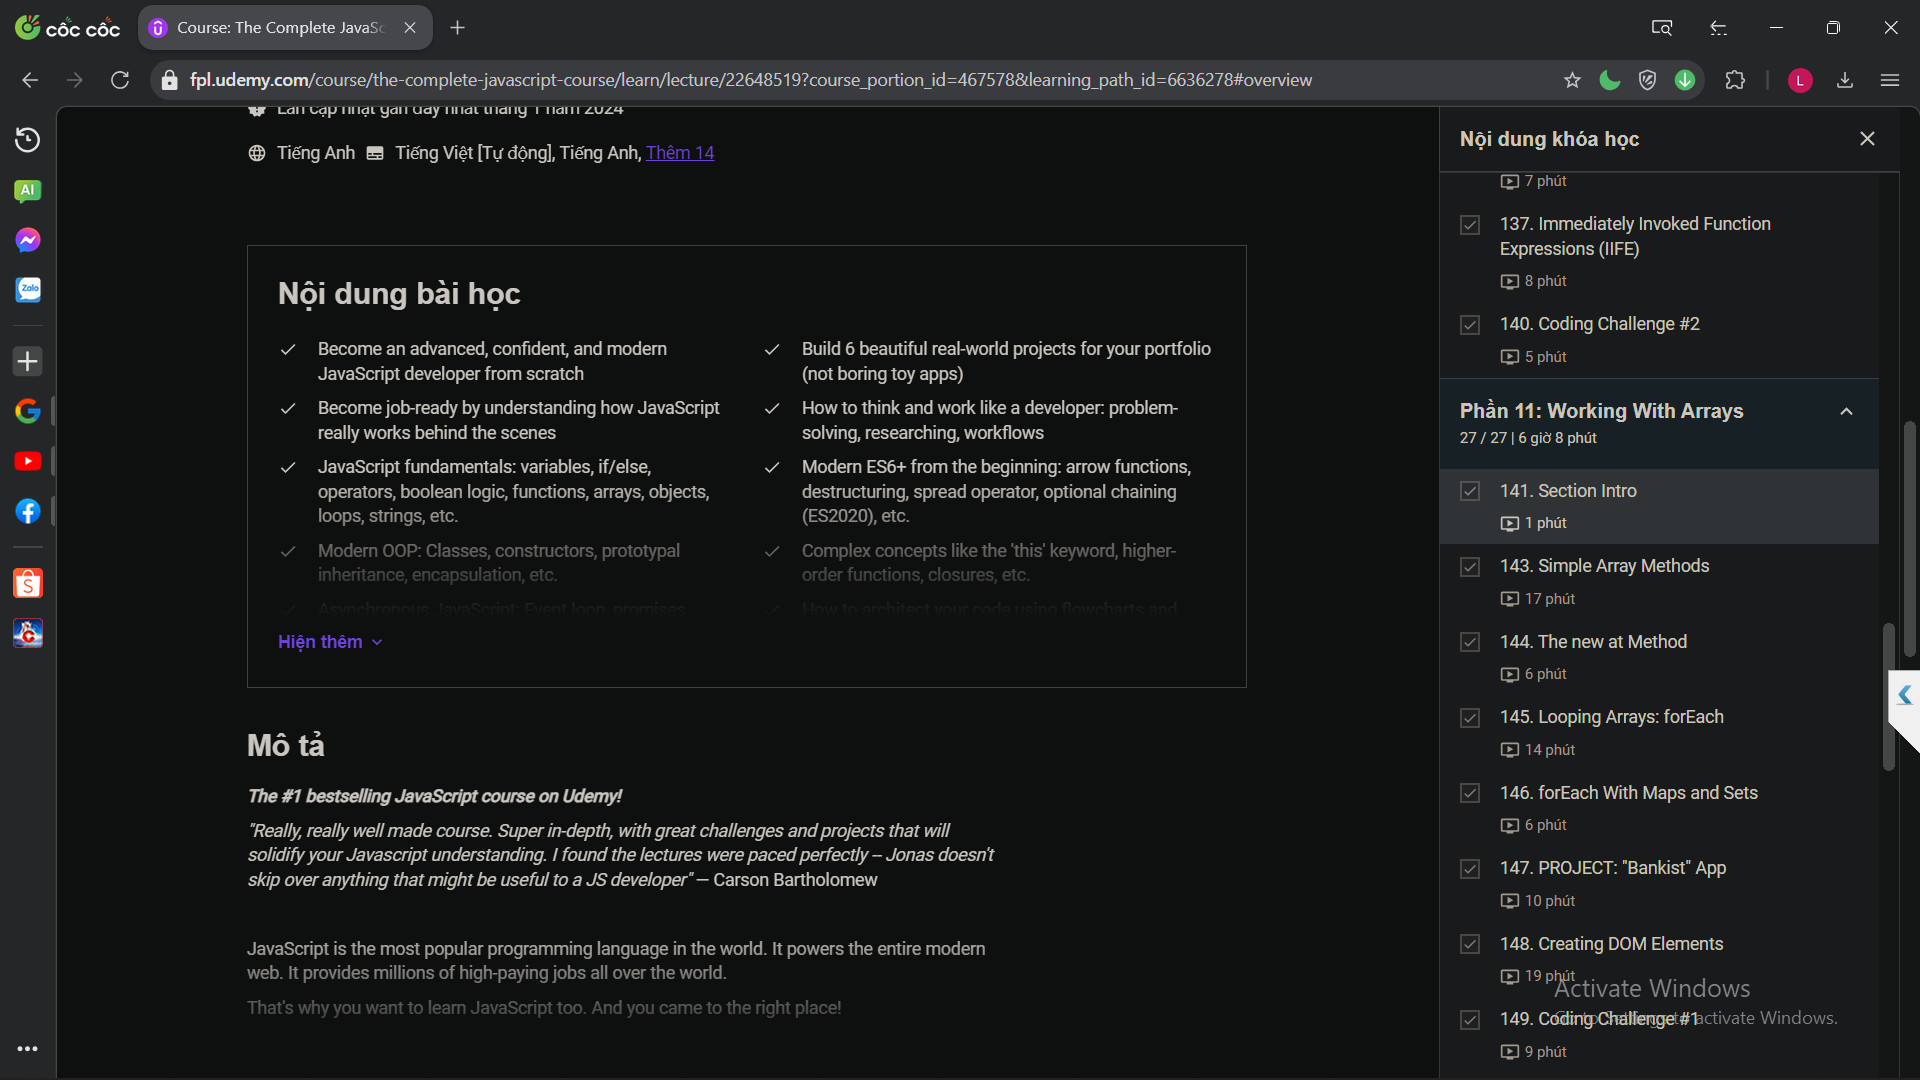 cốc cốc
Course: The Complete JavaSc
fpl.udemy.com/course/the-complete-javascript-course/learn/lecture/22648519?course_portion_id=467578&learning_path_id=6636278#overview
L
AI
Zalo
Lần cập nhật gần đây nhất tháng 1 năm 2024
Tiếng Anh Tiếng Việt [Tự động], Tiếng Anh, Thêm 14
Nội dung bài học
Become an advanced, confident, and modern
JavaScript developer from scratch
Become job-ready by understanding how JavaScript
really works behind the scenes
JavaScript fundamentals: variables, if/else,
operators, boolean logic, functions, arrays, objects,
loops, strings, etc.
Modern OOP: Classes, constructors, prototypal
inheritance, encapsulation, etc.
Asynchronous JavaScript: Event loop, promises,
Build 6 beautiful real-world projects for your portfolio
(not boring toy apps)
How to think and work like a developer: problem-
solving, researching, workflows
Modern ES6+ from the beginning: arrow functions,
destructuring, spread operator, optional chaining
(ES2020), etc.
Complex concepts like the 'this' keyword, higher-
order functions, closures, etc.
How to architect your code using flowcharts and
Hiện thêm
Mô tả
The #1 bestselling JavaScript course on Udemy!
"Really, really well made course. Super in-depth, with great challenges and projects that will
solidify your Javascript understanding. I found the lectures were paced perfectly – Jonas doesn't
skip over anything that might be useful to a JS developer" — Carson Bartholomew
JavaScript is the most popular programming language in the world. It powers the entire modern
web. It provides millions of high-paying jobs all over the world.
That's why you want to learn JavaScript too. And you came to the right place!
Nội dung khóa học
7 phút
137. Immediately Invoked Function
Expressions (IIFE)
8 phút
140. Coding Challenge #2
5 phút
Phần 11: Working With Arrays
27 / 27 | 6 giờ 8 phút
141. Section Intro
1 phút
143. Simple Array Methods
17 phút
144. The new at Method
6 phút
145. Looping Arrays: forEach
14 phút
146. forEach With Maps and Sets
6 phút
147. PROJECT: "Bankist" App
10 phút
148. Creating DOM Elements
19 phút
149. Coding Challenge #1
9 phút
Activate Windows
Go to Settings to activate Windows.